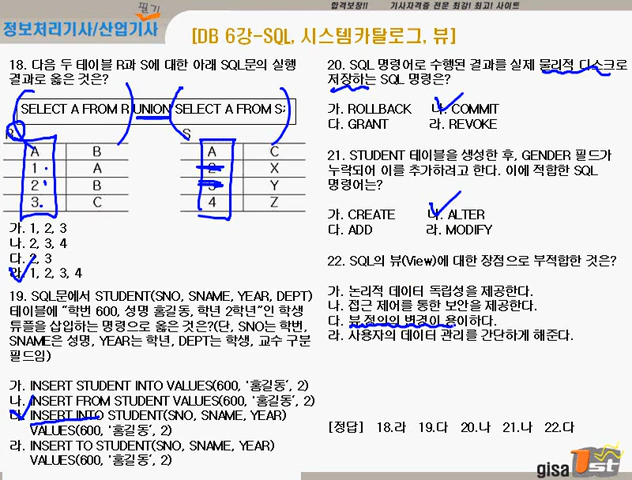 합격보장!! 기사자격증 전문 최강! 최고! 사이트
필기
정보처리기사/산업기사
[DB 6강-SQL, 시스템카탈로그, 뷰]
18. 다음 두 테이블 R과 S에 대한 아래 SQL문의 실행
결과로 옳은 것은?
SELECT A FROM R UNION SELECT A FROM S;
R
A B
1 A
2 B
3 C
S
A C
2 X
3 Y
4 Z
가. 1, 2, 3
나. 2, 3, 4
다. 2, 3
라. 1, 2, 3, 4
19. SQL문에서 STUDENT(SNO, SNAME, YEAR, DEPT)
테이블에 "학번 600, 성명 홍길동, 학년 2학년"인 학생
튜플을 삽입하는 명령으로 옳은 것은?(단, SNO는 학번,
SNAME은 성명, YEAR는 학년, DEPT는 학생, 교수 구분
필드임)
가. INSERT STUDENT INTO VALUES(600, '홍길동', 2)
나. INSERT FROM STUDENT VALUES(600, '홍길동', 2)
다. INSERT INTO STUDENT(SNO, SNAME, YEAR)
VALUES(600, '홍길동', 2)
라. INSERT TO STUDENT(SNO, SNAME, YEAR)
VALUES(600, '홍길동', 2)
20. SQL 명령어로 수행된 결과를 실제 물리적 디스크로
저장하는 SQL 명령은?
가. ROLLBACK 나. COMMIT
다. GRANT 라. REVOKE
21. STUDENT 테이블을 생성한 후, GENDER 필드가
누락되어 이를 추가하려고 한다. 이에 적합한 SQL
명령어는?
가. CREATE 나. ALTER
다. ADD 라. MODIFY
22. SQL의 뷰(View)에 대한 장점으로 부적합한 것은?
가. 논리적 데이터 독립성을 제공한다.
나. 접근 제어를 통한 보안을 제공한다.
다. 뷰 정의의 변경이 용이하다.
라. 사용자의 데이터 관리를 간단하게 해준다.
[정답] 18.라 19.다 20.나 21.나 22.다
gisa 1st